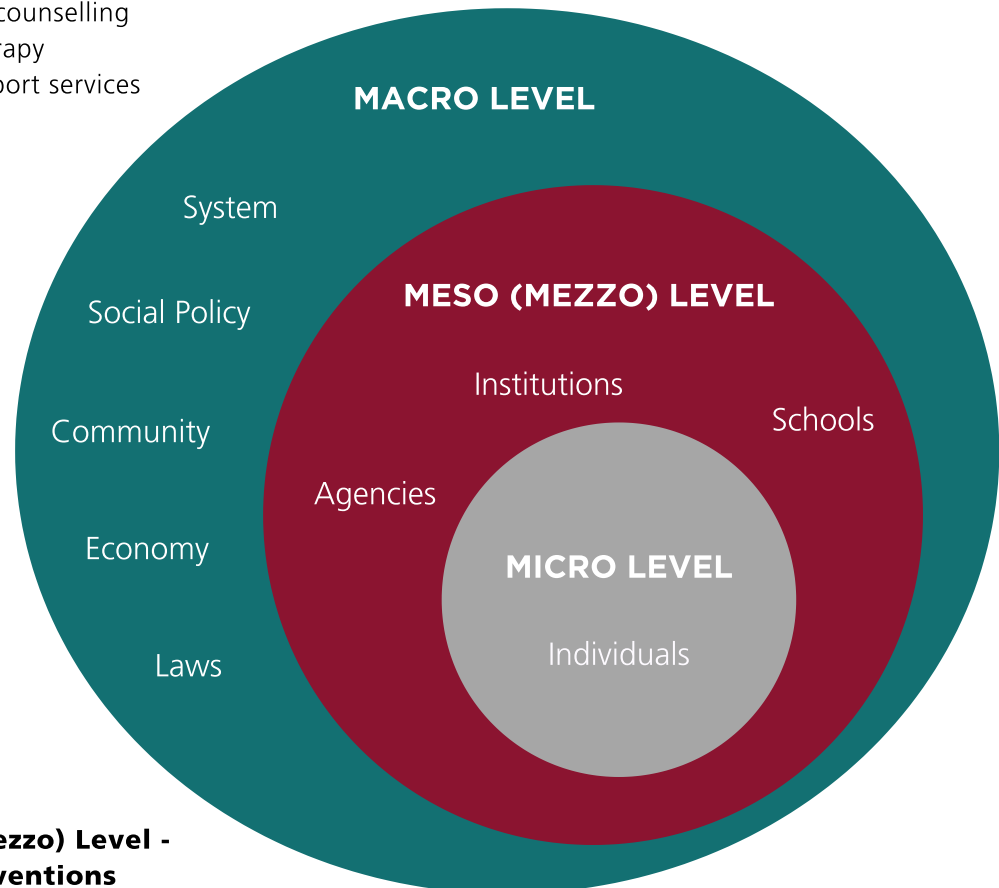 counselling
rapy
port services
MACRO LEVEL
System
MESO (MEZZO) LEVEL
Social Policy
Institutions
Schools
Community
Agencies
Economy
MICRO LEVEL
Individuals
Laws
ezzo) Level -
ventions